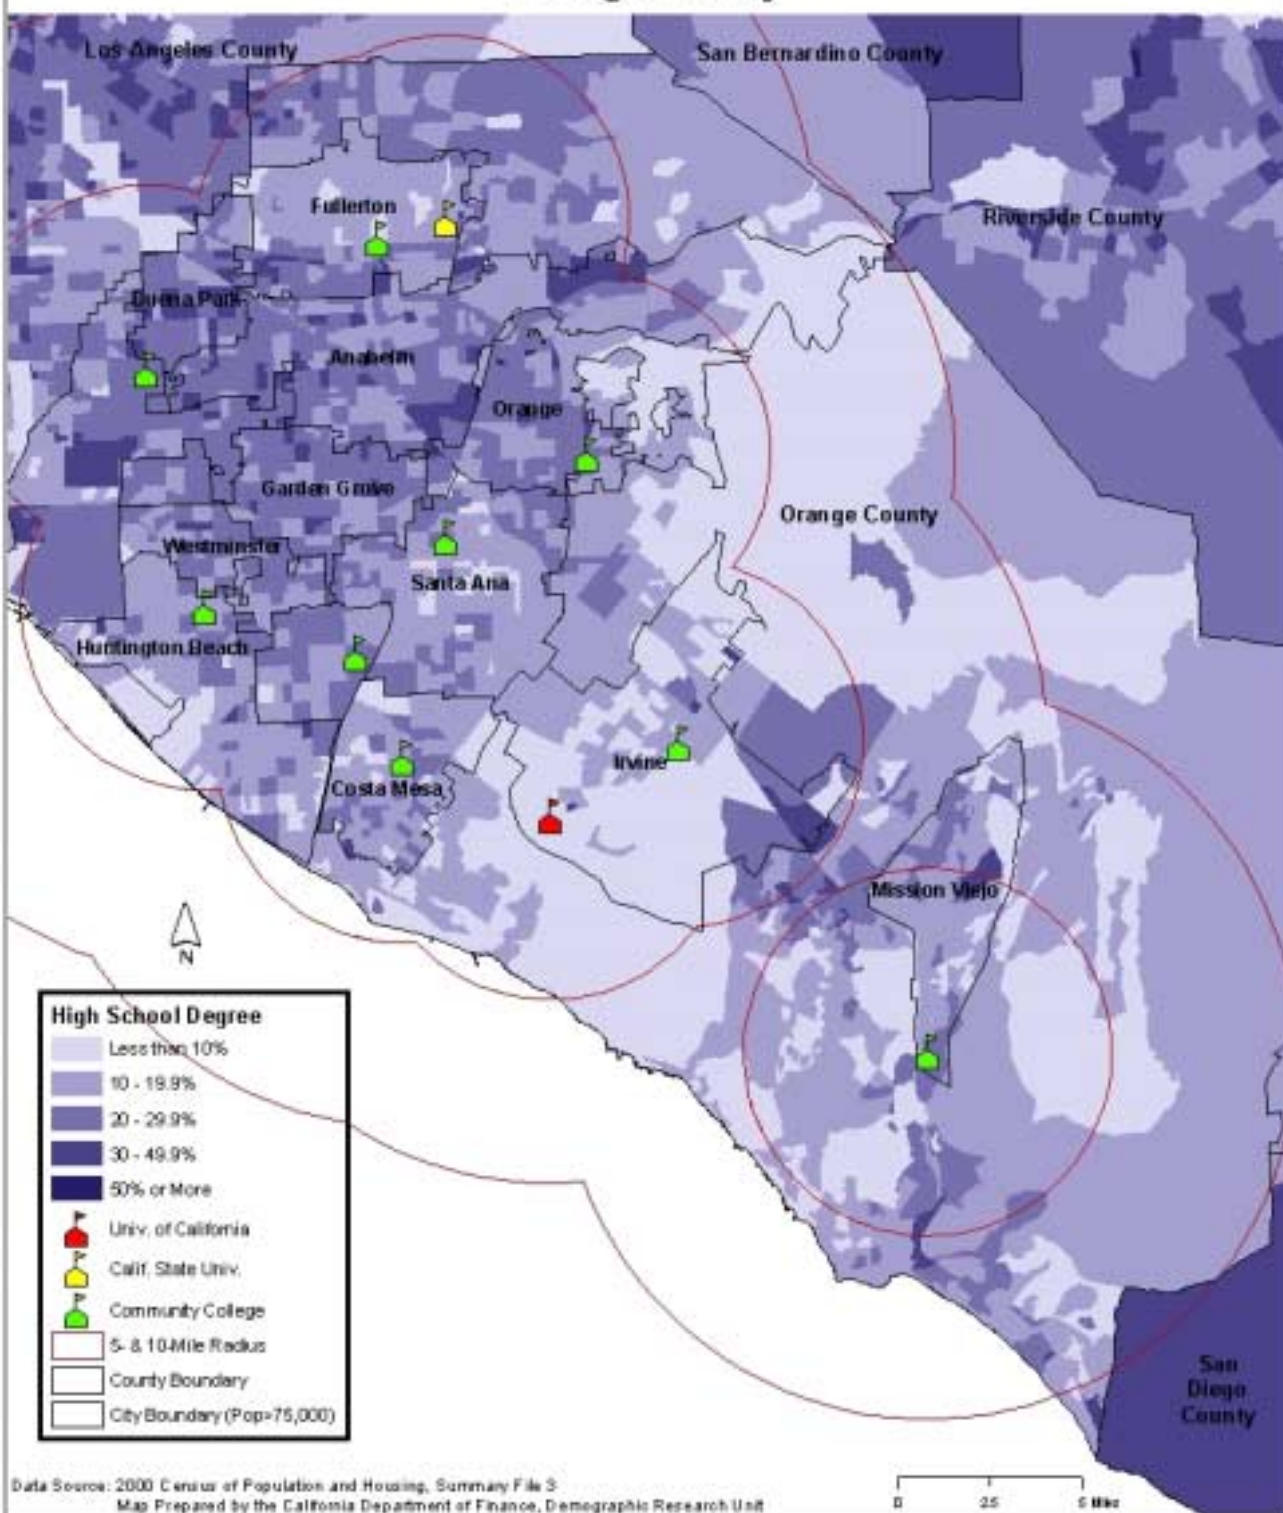 Los Angeles County
San Bernardino County
Riverside County
Fullerton
Buena Park
Anaheim
Orange
Garden Grove
Orange County
Westminster
Santa Ana
Huntington Beach
Irvine
Costa Mesa
Mission Viejo
N
High School Degree
Less than 10%
10 - 19.9%
20 - 29.9%
30 - 49.9%
50% or More
Univ. of California
Calif. State Univ.
Community College
5- & 10-Mile Radius
County Boundary
City Boundary (Pop>75,000)
San
Diego
County
Data Source: 2000 Census of Population and Housing, Summary File 3
Map Prepared by the California Department of Finance, Demographic Research Unit
0 2.5 5 Miles